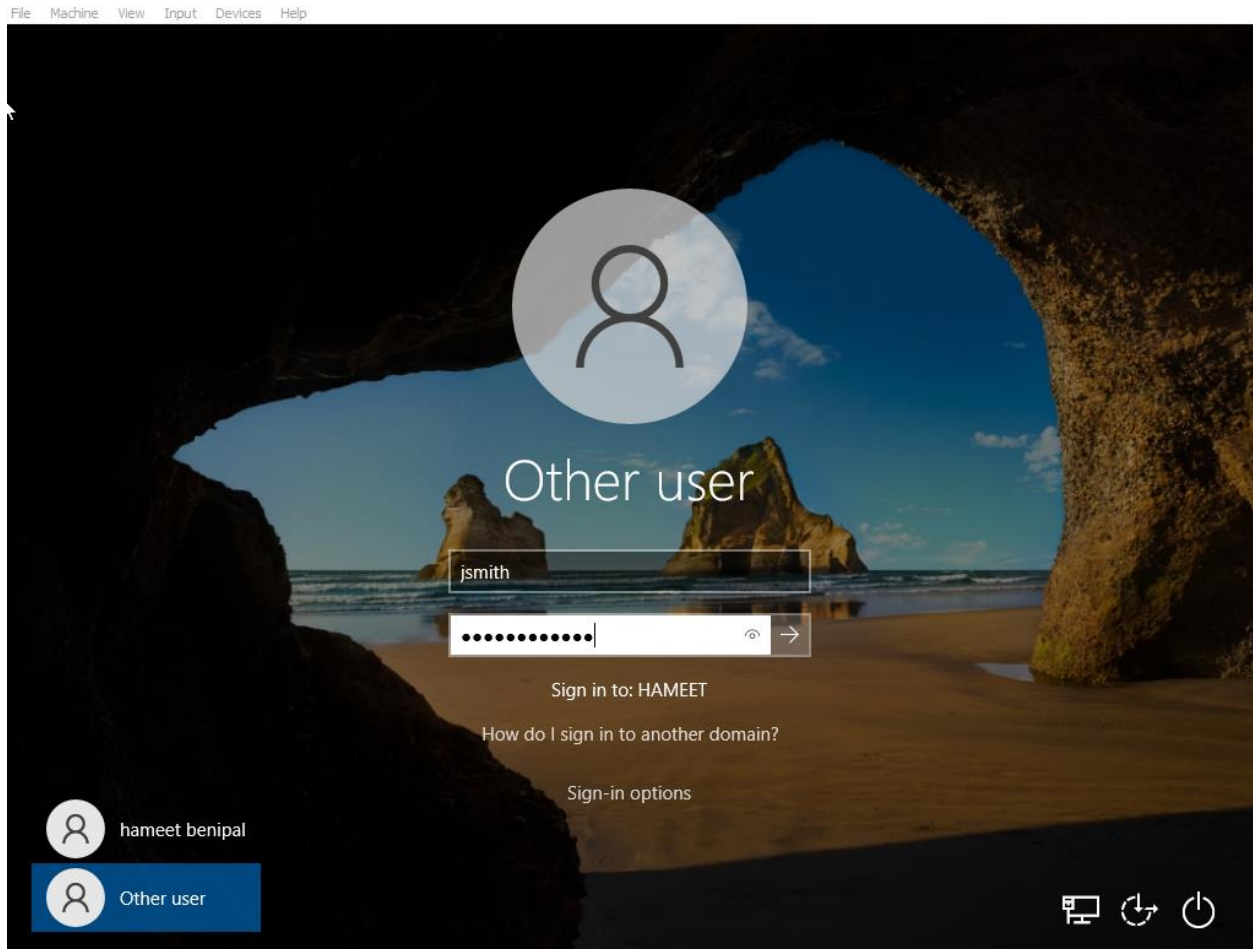 File Machine View Input Devices Help
Other user
jsmith
••••••••••••
Sign in to: HAMEET
How do I sign in to another domain?
Sign-in options
hameet benipal
Other user